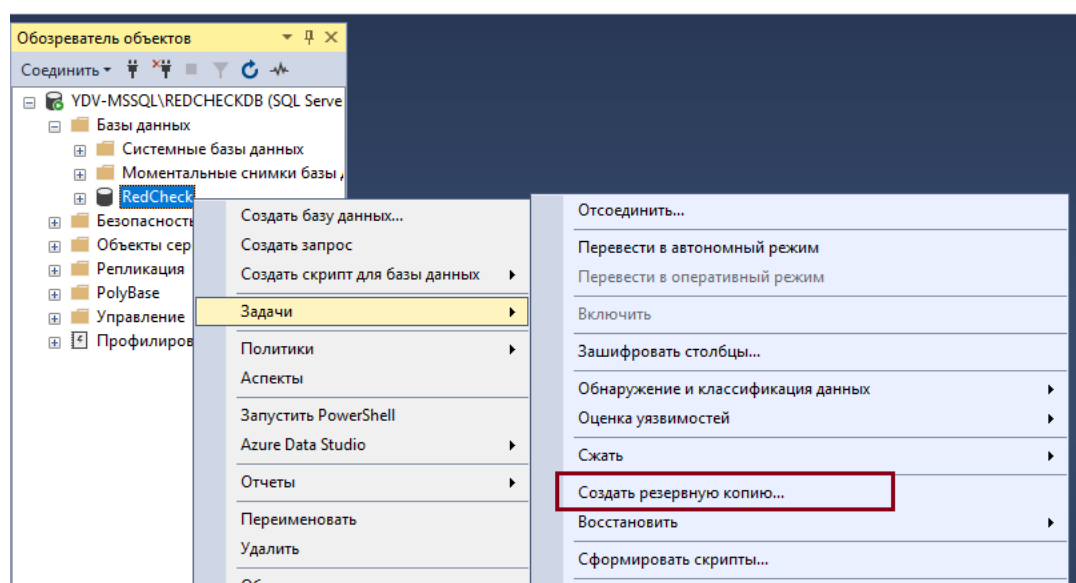 Обозреватель объектов
Соединить
YDV-MSSQL\REDCHECKDB (SQL Serve
Базы данных
Системные базы данных
Моментальные снимки базы
RedCheck
Безопасность
Объекты сер
Репликация
PolyBase
Управление
Профилиров
Создать базу данных...
Создать запрос
Создать скрипт для базы данных
Задачи
Политики
Аспекты
Запустить PowerShell
Azure Data Studio
Отчеты
Переименовать
Удалить
Отсоединить...
Перевести в автономный режим
Перевести в оперативный режим
Включить
Зашифровать столбцы...
Обнаружение и классификация данных
Оценка уязвимостей
Сжать
Создать резервную копию...
Восстановить
Сформировать скрипты...